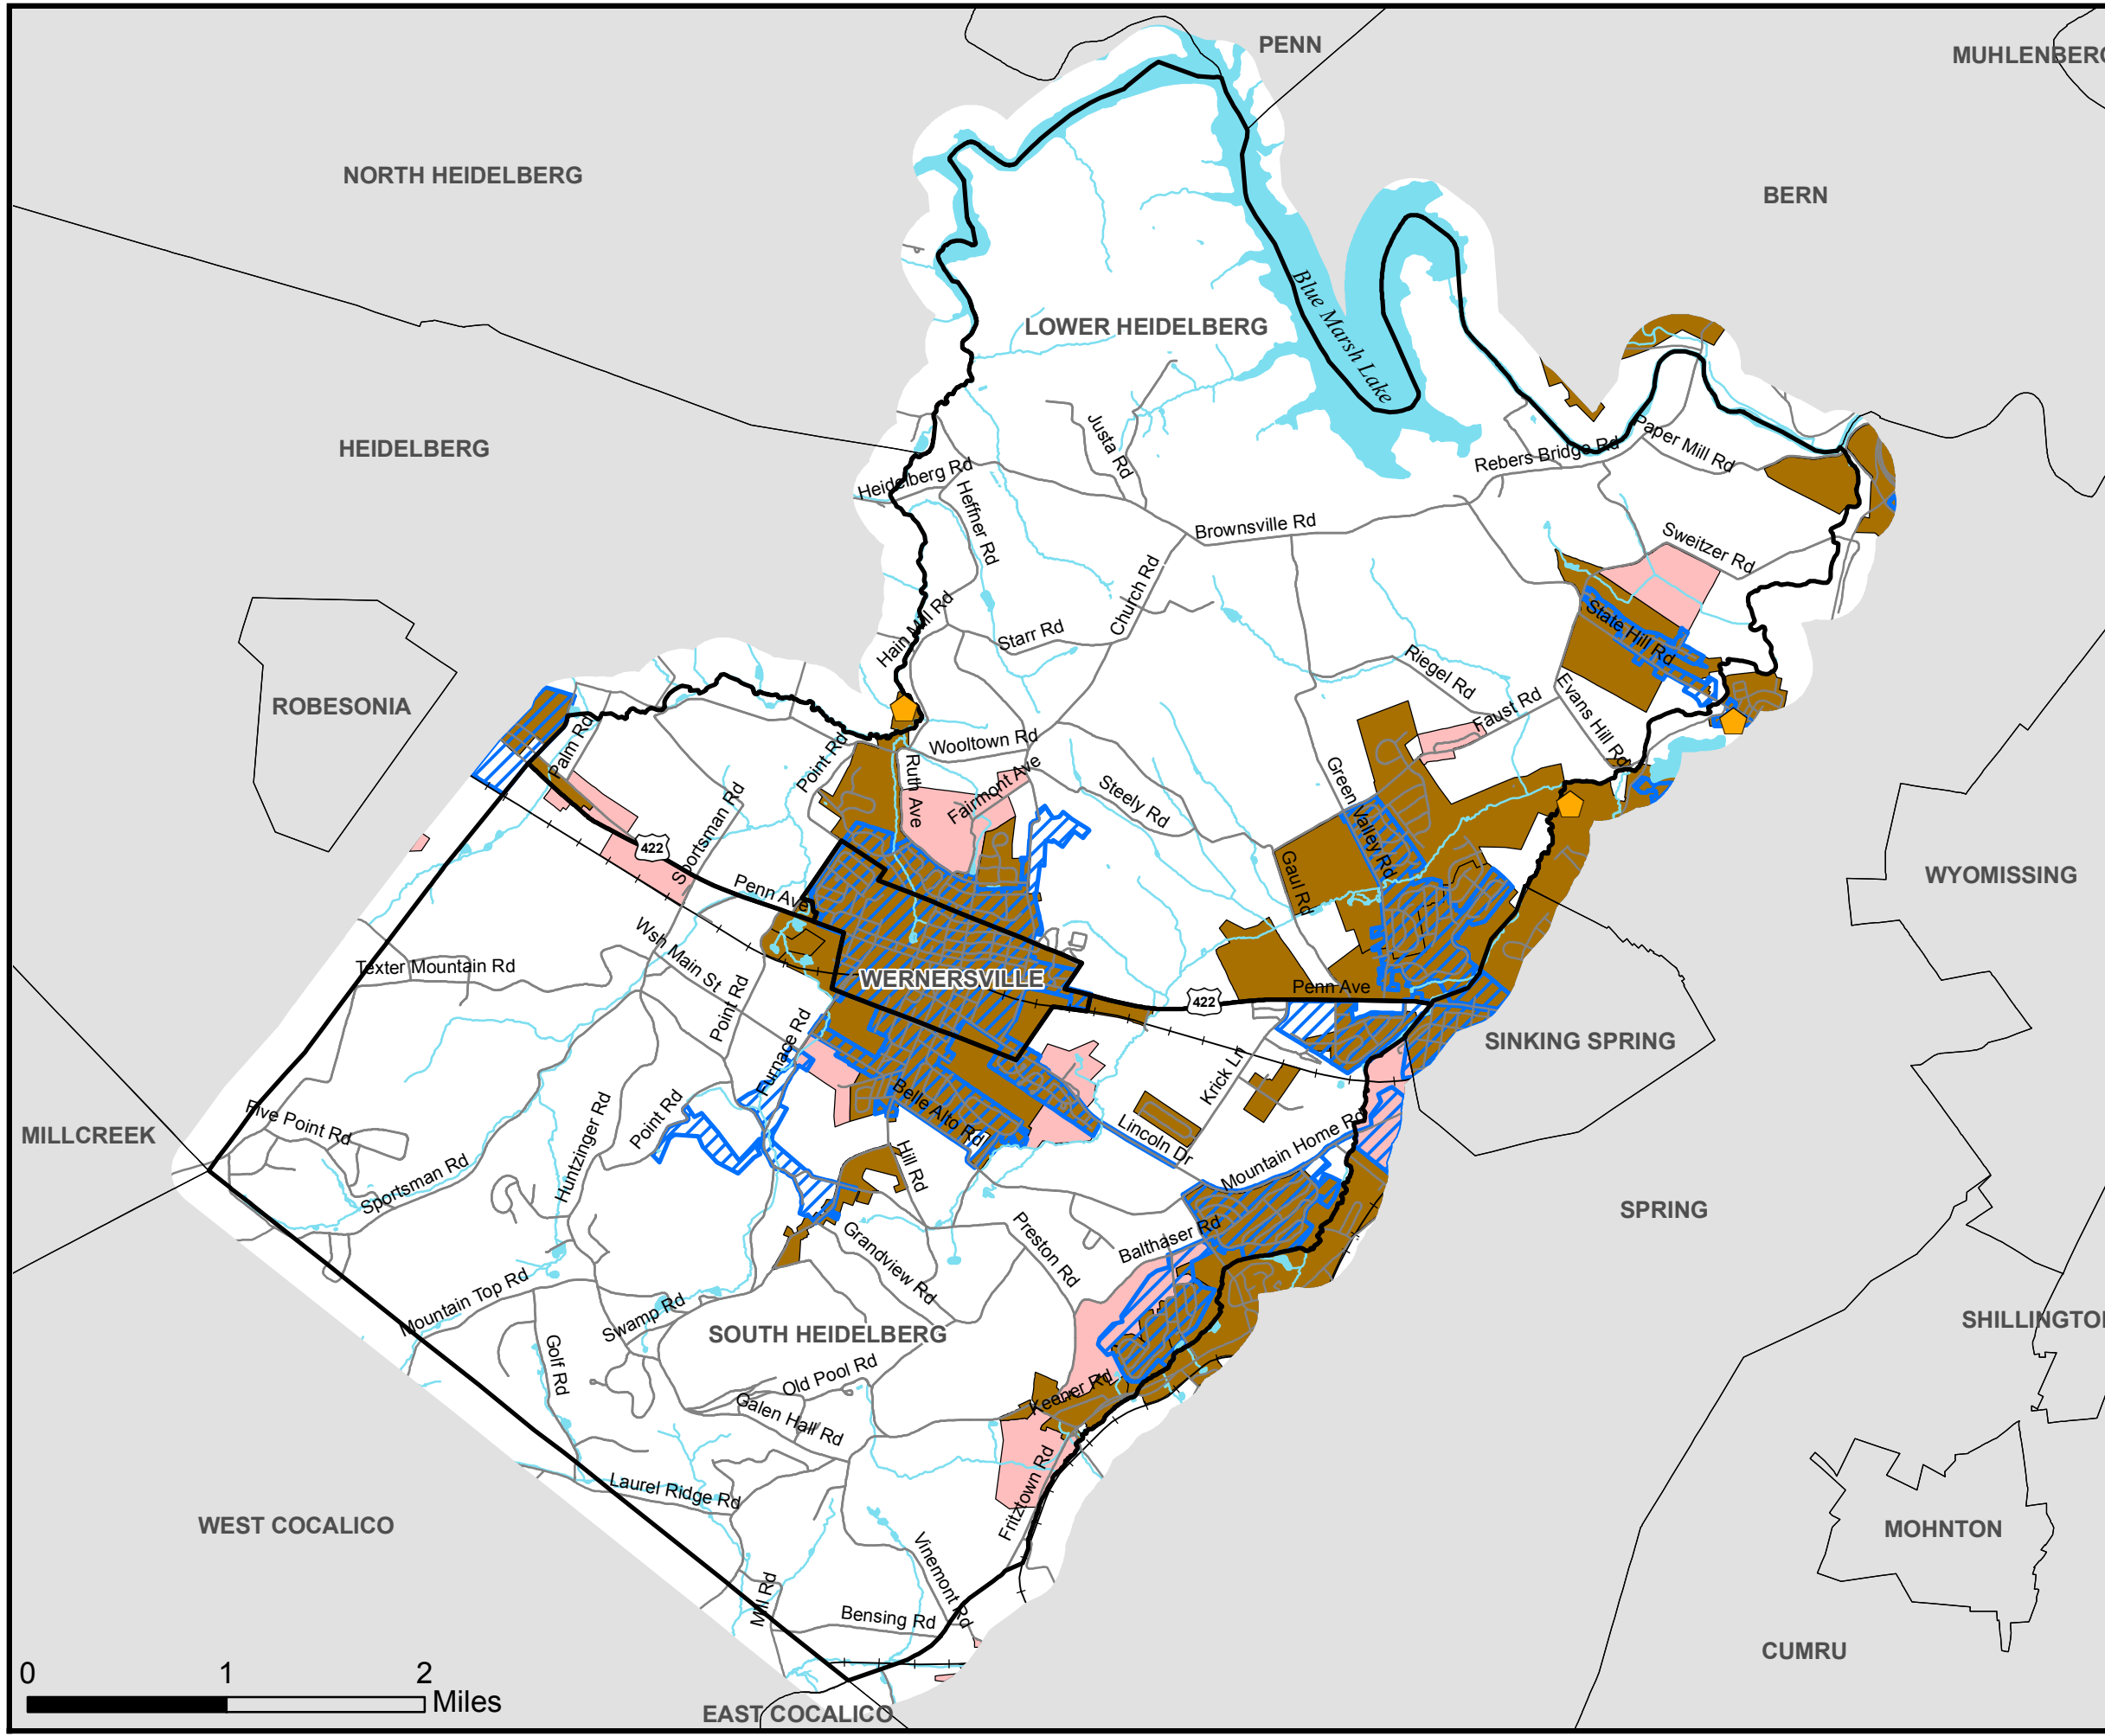 PENN
MUHLENBERG
NORTH HEIDELBERG
BERN
LOWER HEIDELBERG
Blue Marsh Lake
HEIDELBERG
Justa Rd
Rebers Bridge Rd
Paper Mill Rd
Heidelberg Rd
Heffner Rd
Brownsville Rd
Sweitzer Rd
Church Rd
Hain Mill Rd
Starr Rd
State Hill Rd
Riegel Rd
Evans Hill Rd
Faust Rd
ROBESONIA
Palm Rd
Point Rd
Wooltown Rd
Ruth Ave
Fairmont Ave
Steely Rd
Green Valley Rd
Sportsman Rd
422
Gaul Rd
WYOMISSING
Penn Ave
Wsh Main St
Texter Mountain Rd
WERNERSVILLE
Penn Ave
422
Point Rd
Furnace Rd
SINKING SPRING
Krick Ln
Belle Alto Rd
Five Point Rd
MILLCREEK
Point Rd
Huntzinger Rd
Lincoln Dr
Mountain Home Rd
Sportsman Rd
Hill Rd
SPRING
Preston Rd
Balthaser Rd
Grandview Rd
Mountain Top Rd
Swamp Rd
SOUTH HEIDELBERG
SHILLINGTO
Golf Rd
Old Pool Rd
Keener Rd
Galen Hall Rd
Laurel Ridge Rd
Fritztown Rd
WEST COCALICO
MOHNTON
Vinemont Rd
Mill Rd
Bensing Rd
CUMRU
0 1 2
Miles
EAST COCALICO